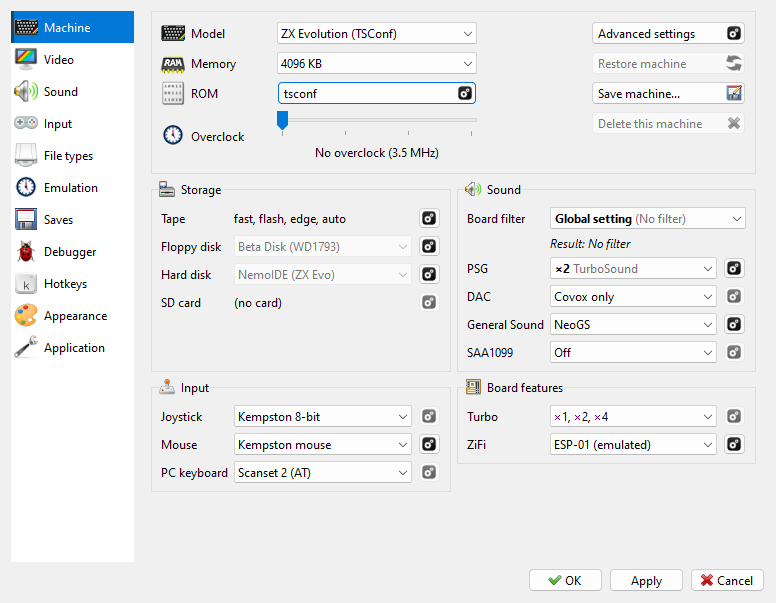 Machine
Video
Sound
Input
File types
Emulation
Saves
Debugger
Hotkeys
Appearance
Application
Model ZX Evolution (TSConf)
Memory 4096 KB
ROM tsconf
Overclock
No overclock (3.5 MHz)
Advanced settings
Restore machine
Save machine...
Delete this machine
Storage
Tape fast, flash, edge, auto
Floppy disk Beta Disk (WD1793)
Hard disk NemoIDE (ZX Evo)
SD card (no card)
Sound
Board filter Global setting (No filter)
Result: No filter
PSG ×2 TurboSound
DAC Covox only
General Sound NeoGS
SAA1099 Off
Input
Joystick Kempston 8-bit
Mouse Kempston mouse
PC keyboard Scanset 2 (AT)
Board features
Turbo ×1, ×2, ×4
ZiFi ESP-01 (emulated)
OK Apply Cancel